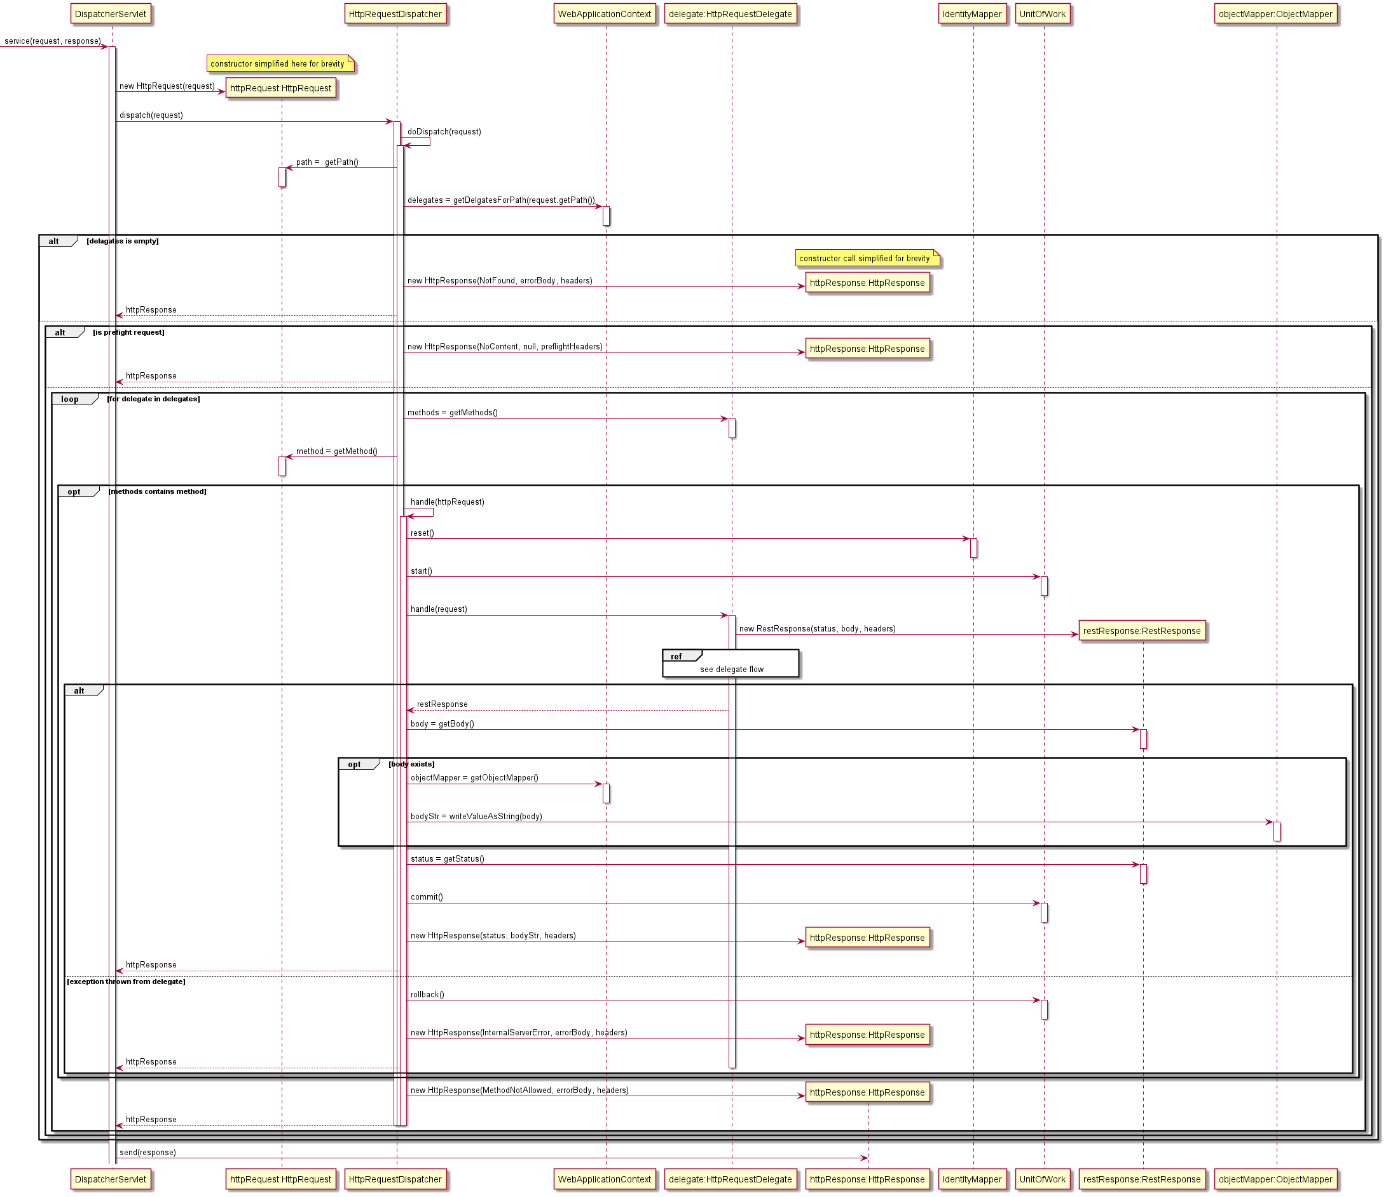 DispatcherServlet
HttpRequestDispatcher
WebApplicationContext
delegate:HttpRequestDelegate
IdentityMapper
UnitOfWork
objectMapper:ObjectMapper
service(request, response)
constructor simplified here for brevity
new HttpRequest(request)
httpRequest:HttpRequest
dispatch(request)
doDispatch(request)
path = getPath()
delegates = getDelgatesForPath(request.getPath())
alt
[delagates is empty]
constructor call simplified for brevity
new HttpResponse(NotFound, errorBody, headers)
httpResponse:HttpResponse
httpResponse
alt
[is prefight request]
new HttpResponse(NoContent, null, preflightHeaders)
httpResponse:HttpResponse
httpResponse
loop
[for delegate in delegates]
methods = getMethods()
method = getMethod()
opt
[methods contains method]
handle(httpRequest)
reset()
start()
handle(request)
new RestResponse(status, body, headers)
restResponse:RestResponse
ref
see delegate flow
alt
restResponse
body = getBody()
opt
[body exists]
objectMapper = getObjectMapper()
bodyStr = writeValueAsString(body)
status = getStatus()
commit()
new HttpResponse(status, bodyStr, headers)
httpResponse:HttpResponse
httpResponse
[exception thrown from delegate]
rollback()
new HttpResponse(InternalServerError, errorBody, headers)
httpResponse:HttpResponse
httpResponse
new HttpResponse(MethodNotAllowed, errorBody, headers)
httpResponse:HttpResponse
httpResponse
send(response)
DispatcherServlet
httpRequest:HttpRequest
HttpRequestDispatcher
WebApplicationContext
delegate:HttpRequestDelegate
httpResponse:HttpResponse
IdentityMapper
UnitOfWork
restResponse:RestResponse
objectMapper:ObjectMapper